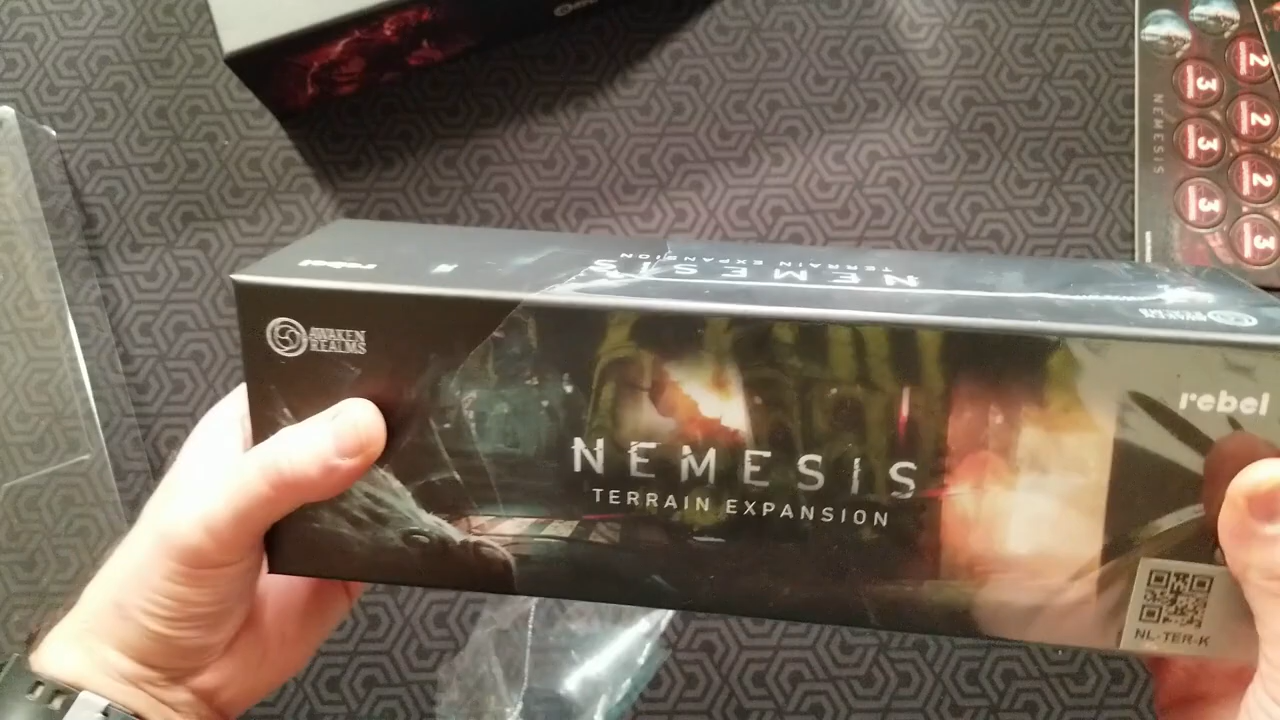 3
2
3
2
3
2
3
NEMESIS
rebel
NEMESIS
TERRAIN EXPANSION
AWAKEN
REALMS
rebel
NEMESIS
TERRAIN EXPANSION
NL-TER-K